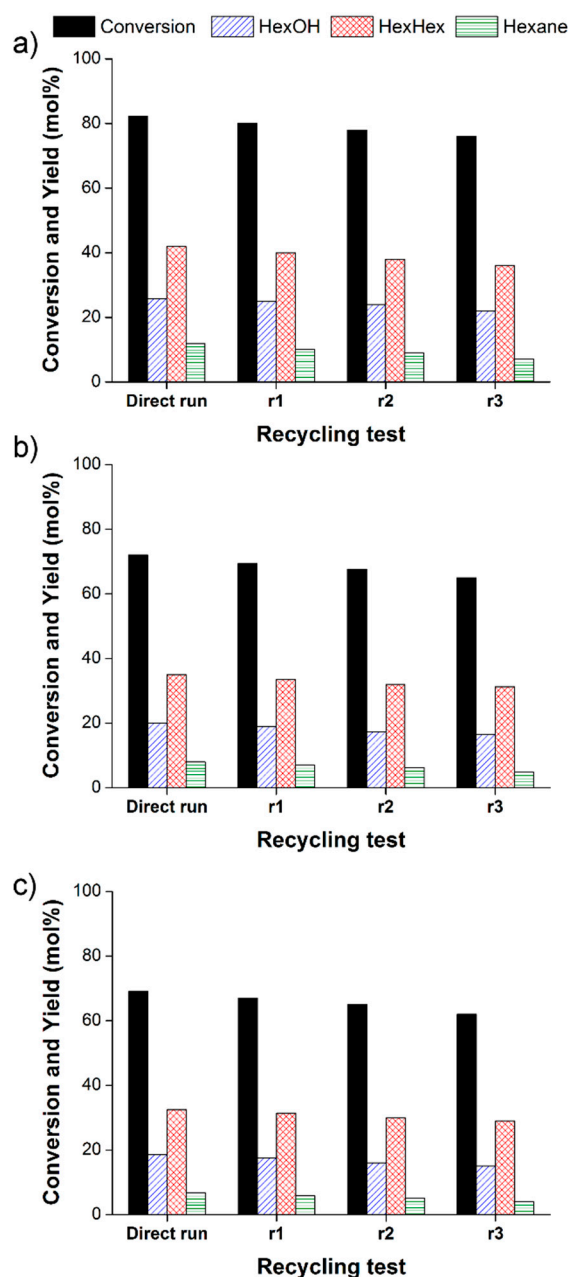 Conversion HexOH HexHex Hexane
a)
100
80
60
40
20
0
Conversion and Yield (mol%)
Direct run r1 r2 r3
Recycling test
b)
100
80
60
40
20
0
Conversion and Yield (mol%)
Direct run r1 r2 r3
Recycling test
c)
100
80
60
40
20
0
Conversion and Yield (mol%)
Direct run r1 r2 r3
Recycling test